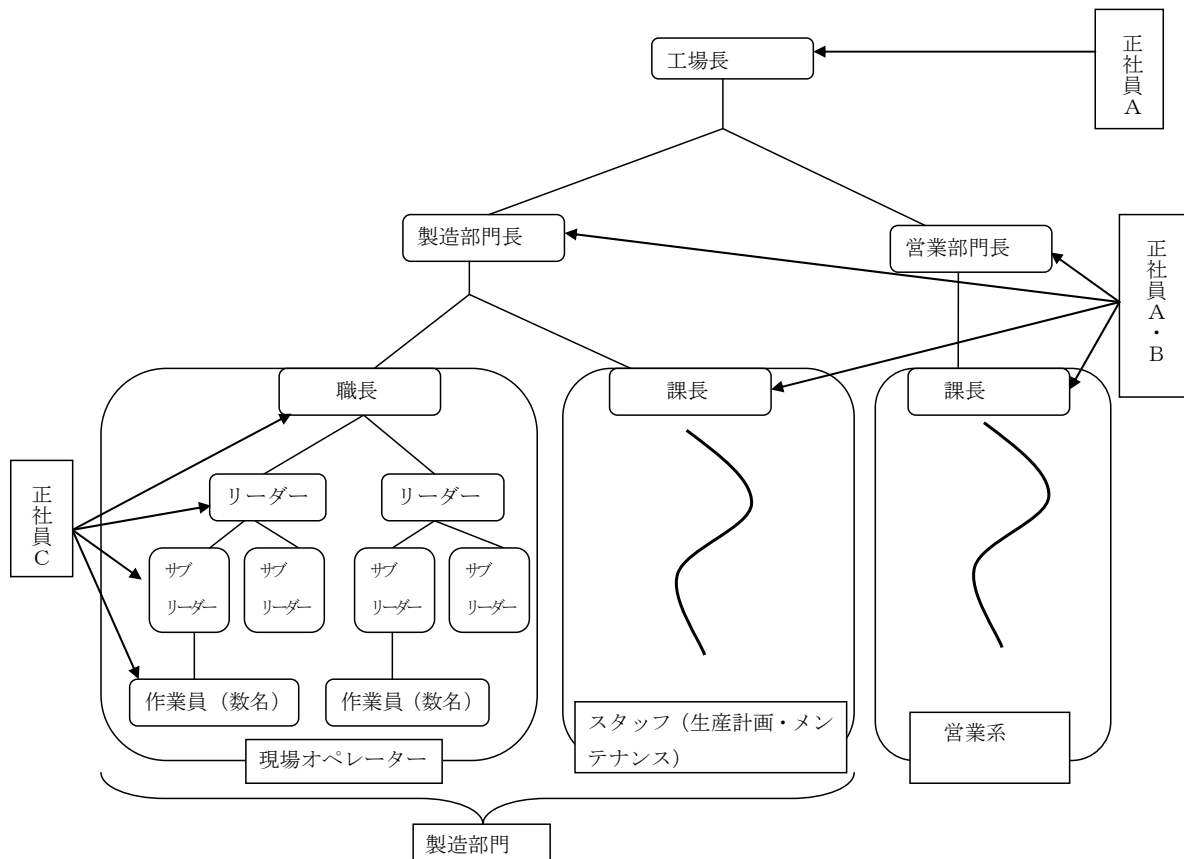 工場長
正社員A
製造部門長
営業部門長
正社員A・B
職長
課長
課長
正社員C
リーダー
リーダー
サブ
リーダー
サブ
リーダー
サブ
リーダー
サブ
リーダー
作業員（数名）
作業員（数名）
現場オペレーター
スタッフ（生産計画・メン
テナンス）
営業系
製造部門